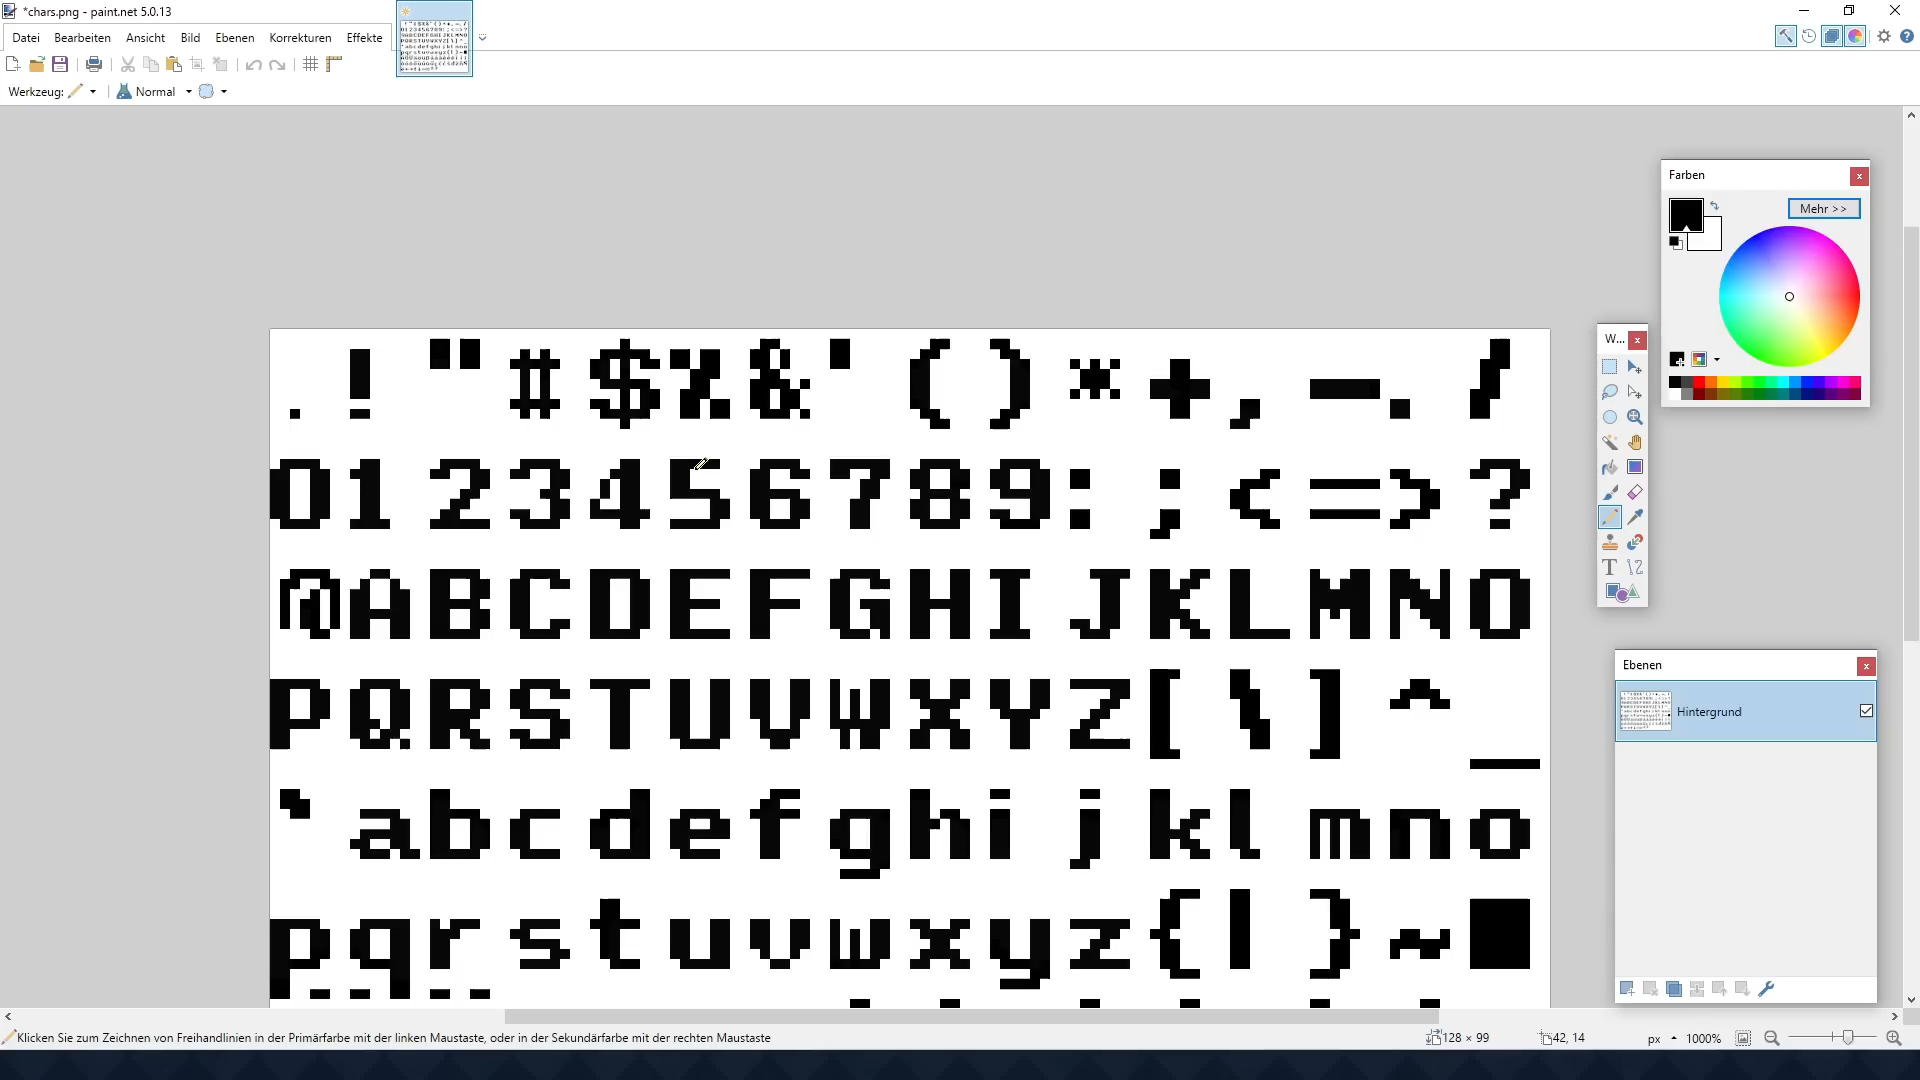 *chars.png - paint.net 5.0.13
Datei Bearbeiten Ansicht Bild Ebenen Korrekturen Effekte
Werkzeug: Normal
Farben
Mehr >>
W...
. ! " # $ % & ' ( ) * + , - . /
0 1 2 3 4 5 6 7 8 9 : ; < = > ?
@ A B C D E F G H I J K L M N O
P Q R S T U V W X Y Z [ \ ] ^ _
` a b c d e f g h i j k l m n o
p q r s t u v w x y z { | } ~
Ebenen
Hintergrund
Klicken Sie zum Zeichnen von Freihandlinien in der Primärfarbe mit der linken Maustaste, oder in der Sekundärfarbe mit der rechten Maustaste
128 × 99
42, 14
px
1000%